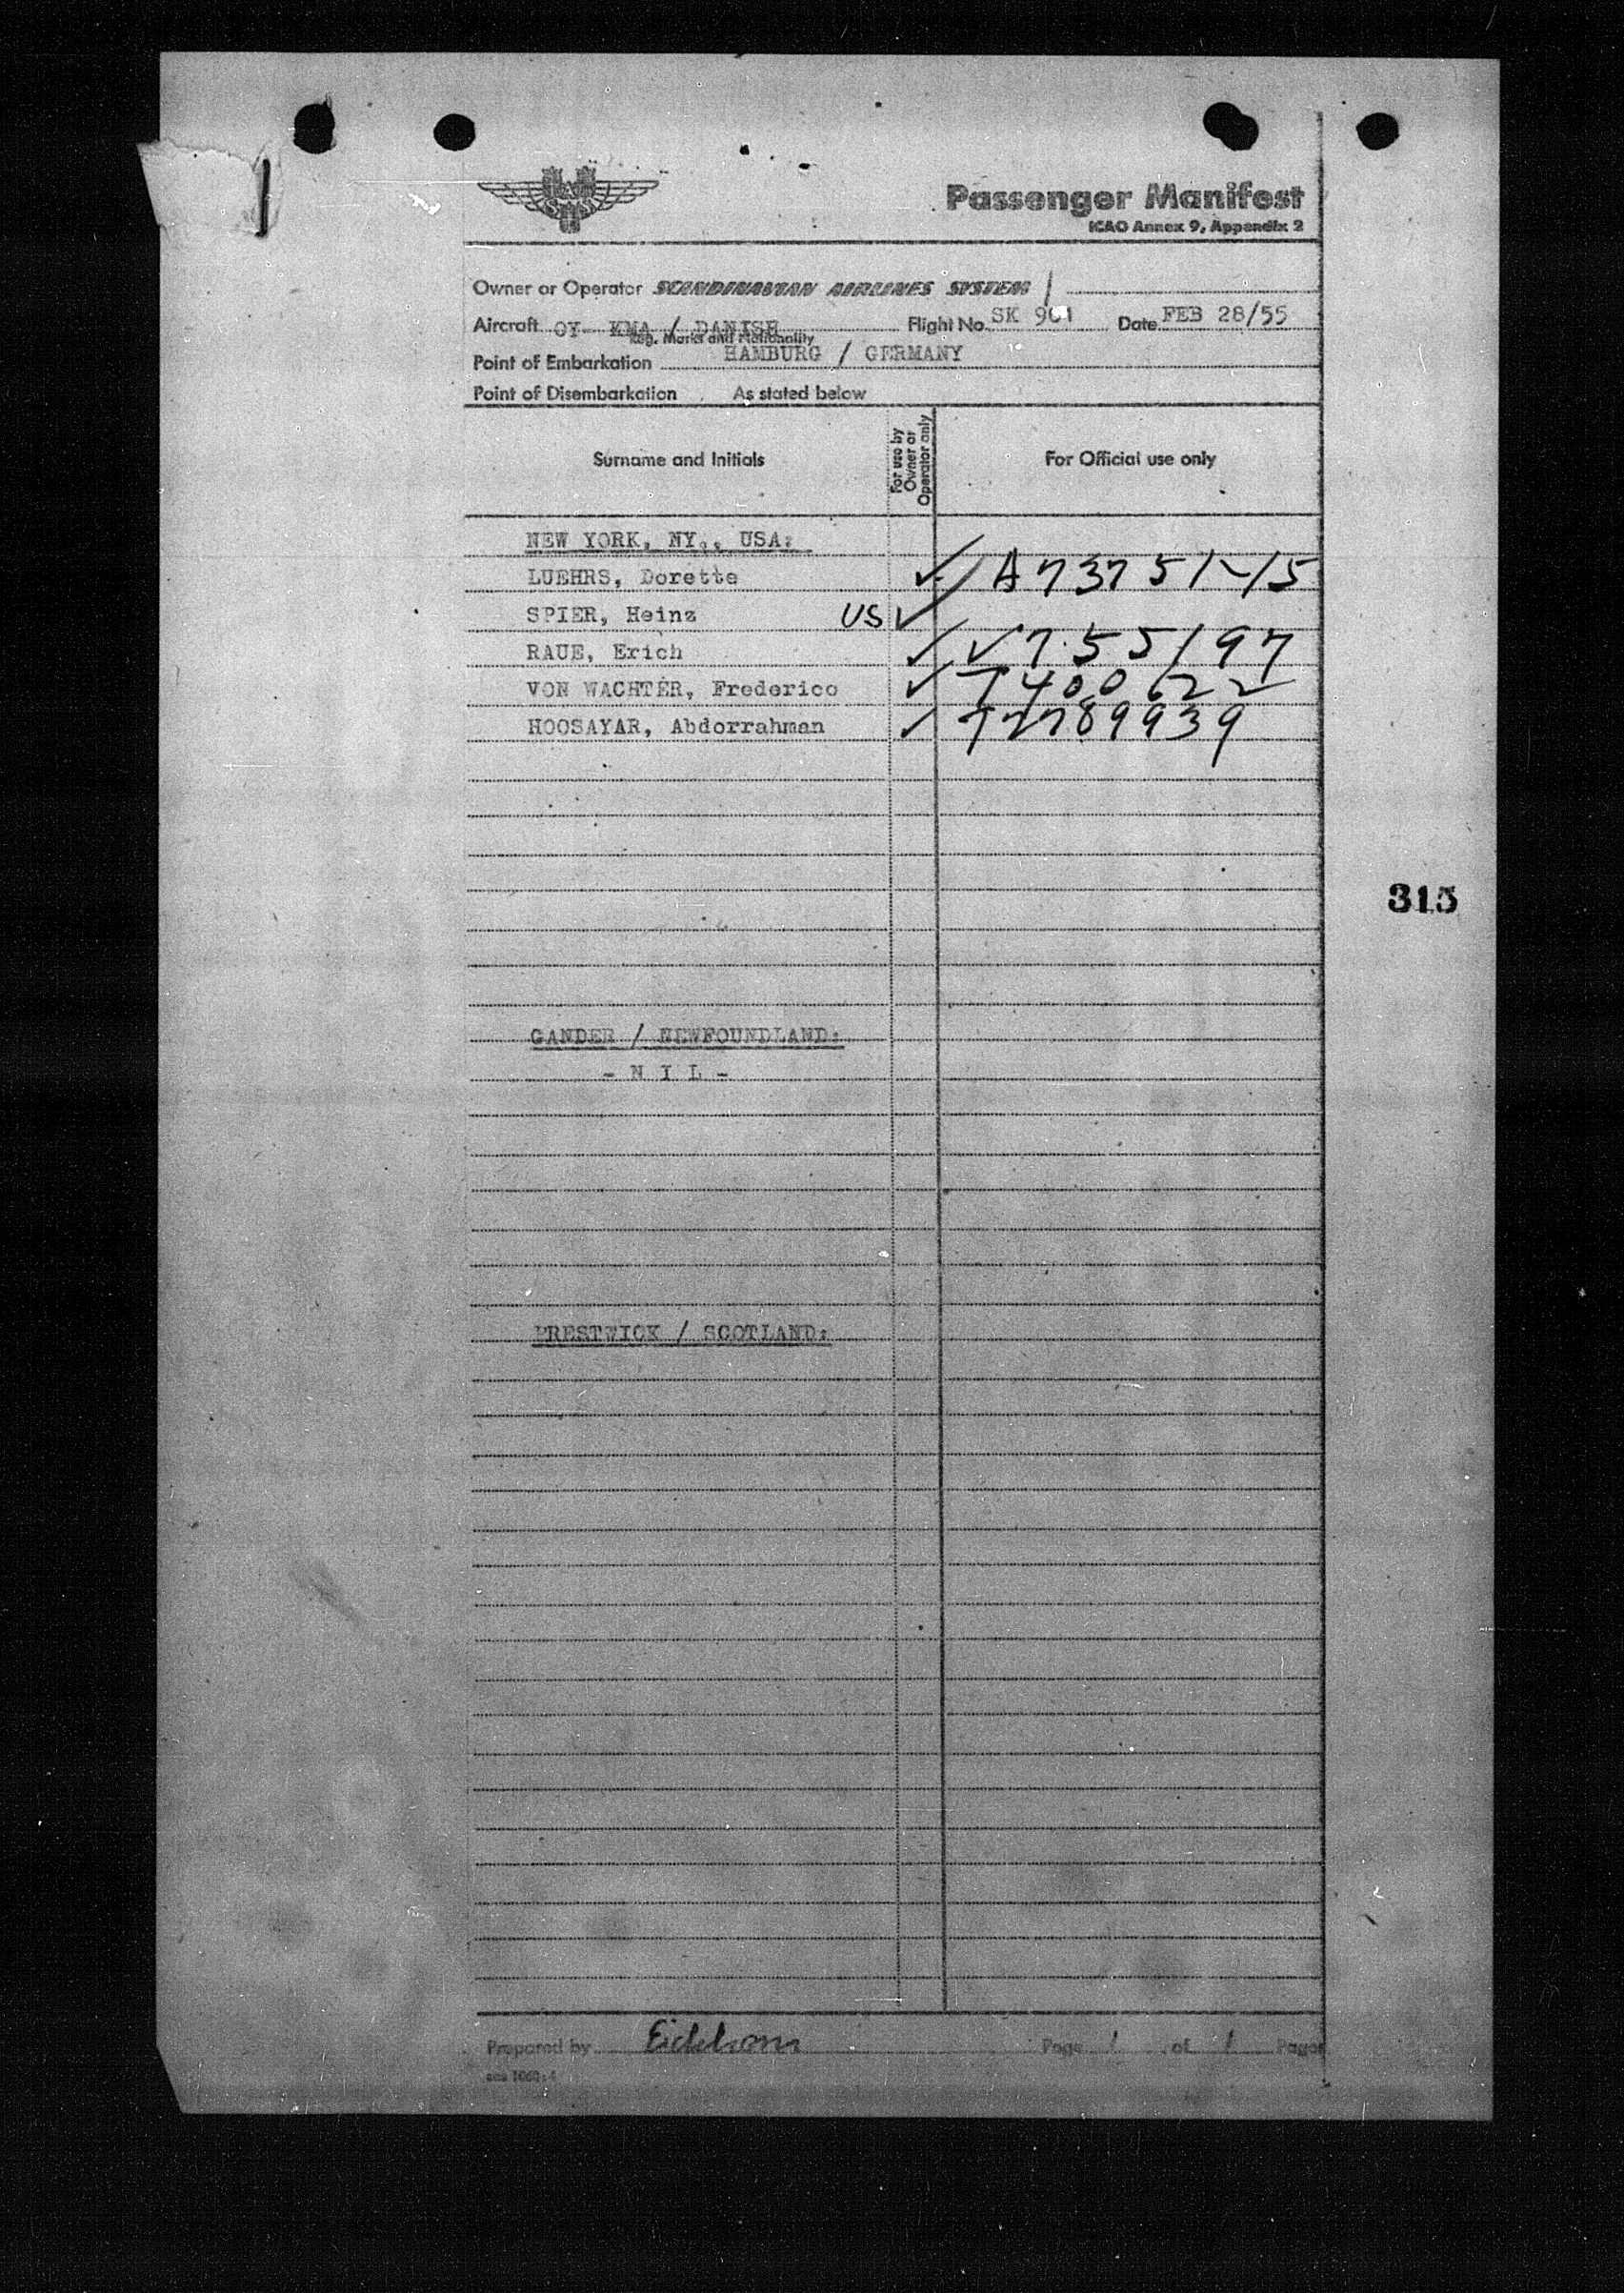 SAS
Passenger Manifest
ICAO Annex 9, Appendix 2
Owner or Operator SCANDINAVIAN AIRLINES SYSTEM
Aircraft OY- KMA / DANISH Flight No. SK 901 Date FEB 28/55
Reg. Marks and Nationality
Point of Embarkation HAMBURG / GERMANY
Point of Disembarkation . As stated below
Surname and Initials
For use by Owner or Operator only
For Official use only
NEW YORK, NY., USA:
LUEHRS, Dorette ✓ A
SPIER, Heinz US ✓
RAUE, Erich ✓ V755197
VON WACHTER, Frederico ✓ T400622
HOOSAYAR, Abdorrahman ✓ T2789939
315
GANDER / NEWFOUNDLAND:
- N I L -
PRESTWICK / SCOTLAND:
Prepared by Page 1 of 1 Pages